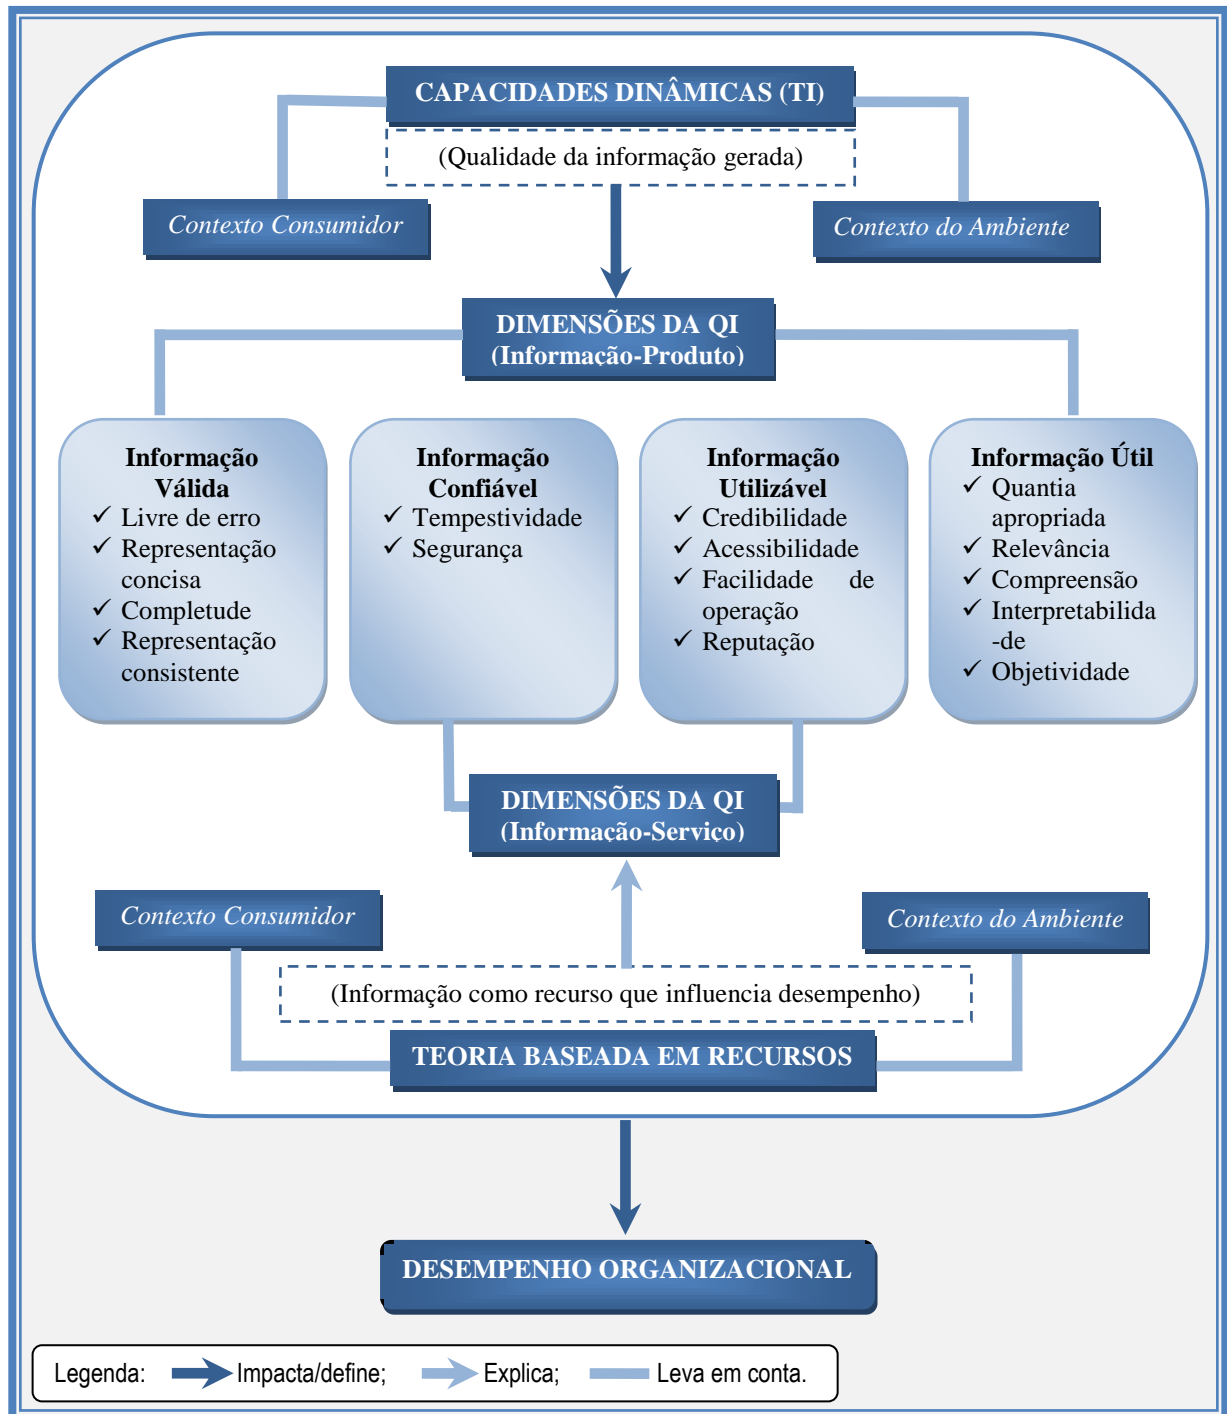 CAPACIDADES DINÂMICAS (TI)
(Qualidade da informação gerada)
Contexto Consumidor
Contexto do Ambiente
DIMENSÕES DA QI
(Informação-Produto)
Informação
Válida
✓ Livre de erro
✓ Representação
concisa
✓ Completude
✓ Representação
consistente
Informação
Confiável
✓ Tempestividade
✓ Segurança
Informação
Utilizável
✓ Credibilidade
✓ Acessibilidade
✓ Facilidade de
operação
✓ Reputação
Informação Útil
✓ Quantia
apropriada
✓ Relevância
✓ Compreensão
✓ Interpretabilida
-de
✓ Objetividade
DIMENSÕES DA QI
(Informação-Serviço)
Contexto Consumidor
Contexto do Ambiente
(Informação como recurso que influencia desempenho)
TEORIA BASEADA EM RECURSOS
DESEMPENHO ORGANIZACIONAL
Legenda: Impacta/define; Explica; Leva em conta.